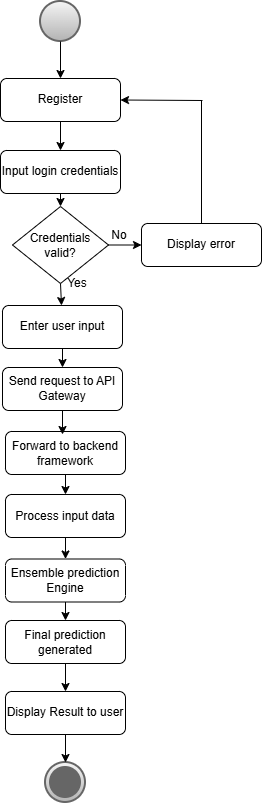 Register
Input login credentials
Credentials
valid?
No
Display error
Yes
Enter user input
Send request to API
Gateway
Forward to backend
framework
Process input data
Ensemble prediction
Engine
Final prediction
generated
Display Result to user